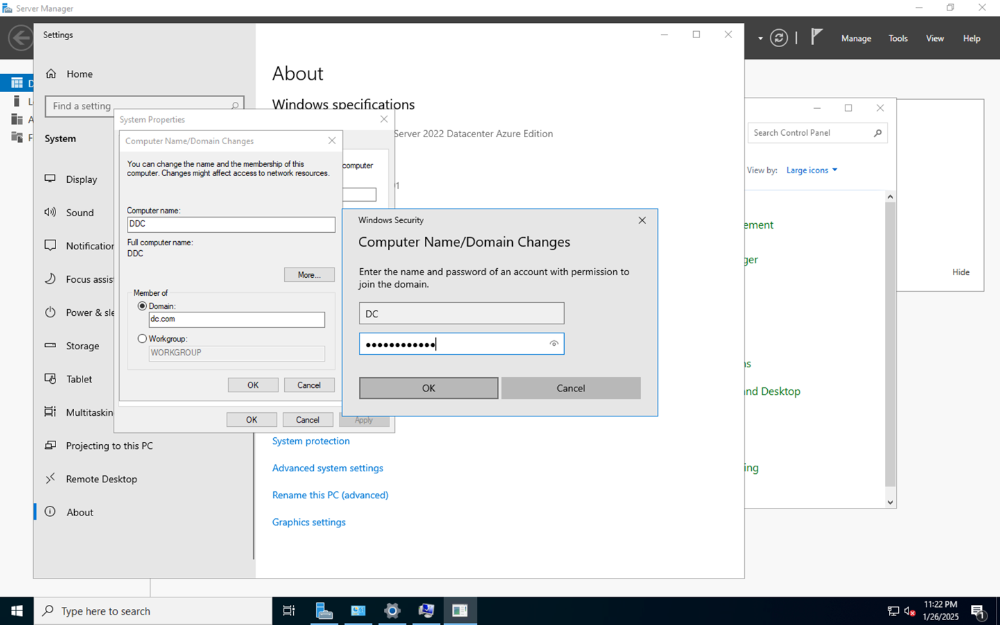 Server Manager
Manage
Tools
View
Help
Settings
Home
Find a setting
System
Display
Sound
Focus
Power &
Storage
Tablet
Projecting to this PC
Remote Desktop
About
About
Windows specifications
Server 2022 Datacenter Azure Edition
System protection
Advanced system settings
Rename this PC (advanced)
Graphics settings
System Properties
computer
Computer Name/Domain Changes
You can change the name and the membership of this
computer. Changes might affect access to network resources.
Computer name:
DDC
Full computer name:
DDC
More...
Member of
Domain:
dc.com
Workgroup:
WORKGROUP
OK
Cancel
OK
Cancel
Apply
Windows Security
Computer Name/Domain Changes
Enter the name and password of an account with permission to
join the domain.
DC
●●●●●●●●●●●●
OK
Cancel
Search Control Panel
View by:
Large icons
ement
ger
ns
nd Desktop
ing
Hide
Type here to search
11:22 PM
1/26/2025
1